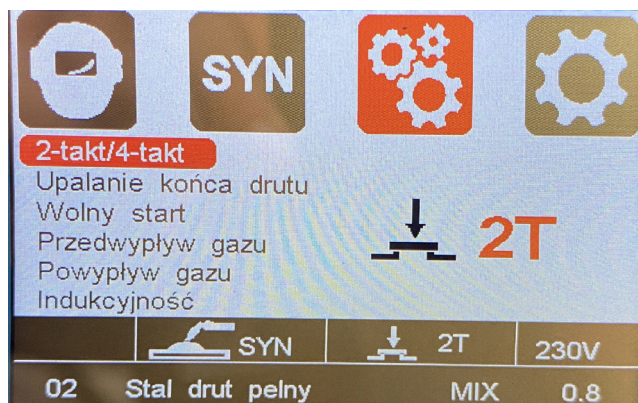 SYN
2-takt/4-takt
Upalanie końca drutu
Wolny start
Przedwypływ gazu
Powypływ gazu
Indukcyjność
2T
SYN 2T 230V
02 Stal drut pelny MIX 0.8